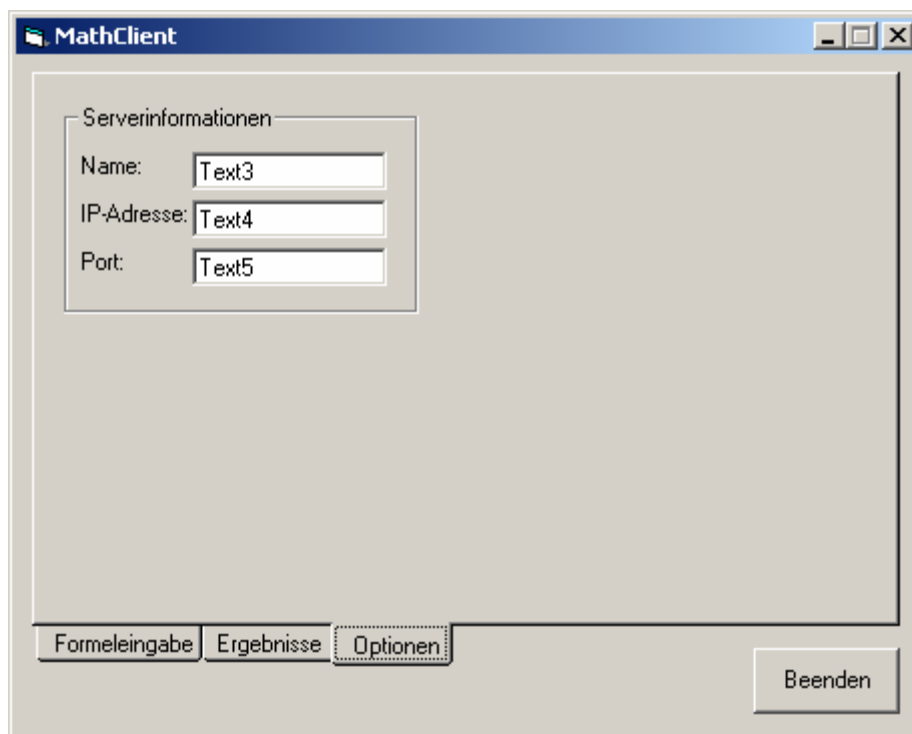 MathClient
Serverinformationen
Name: Text3
IP-Adresse: Text4
Port: Text5
Formeleingabe Ergebnisse Optionen
Beenden